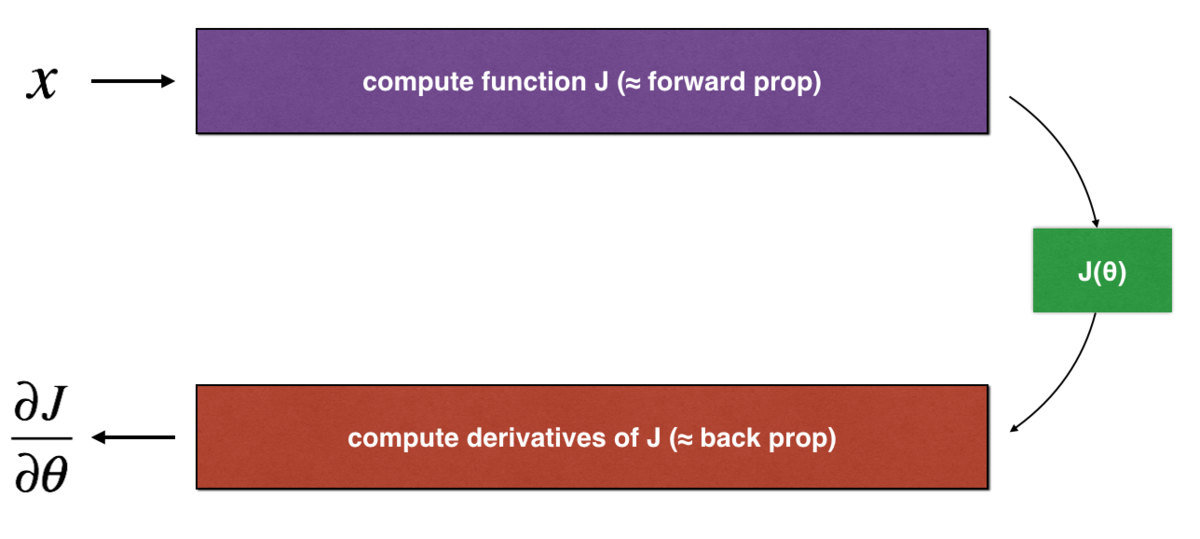 x
compute function J (≈ forward prop)
J(θ)
compute derivatives of J (≈ back prop)
∂J
∂θ